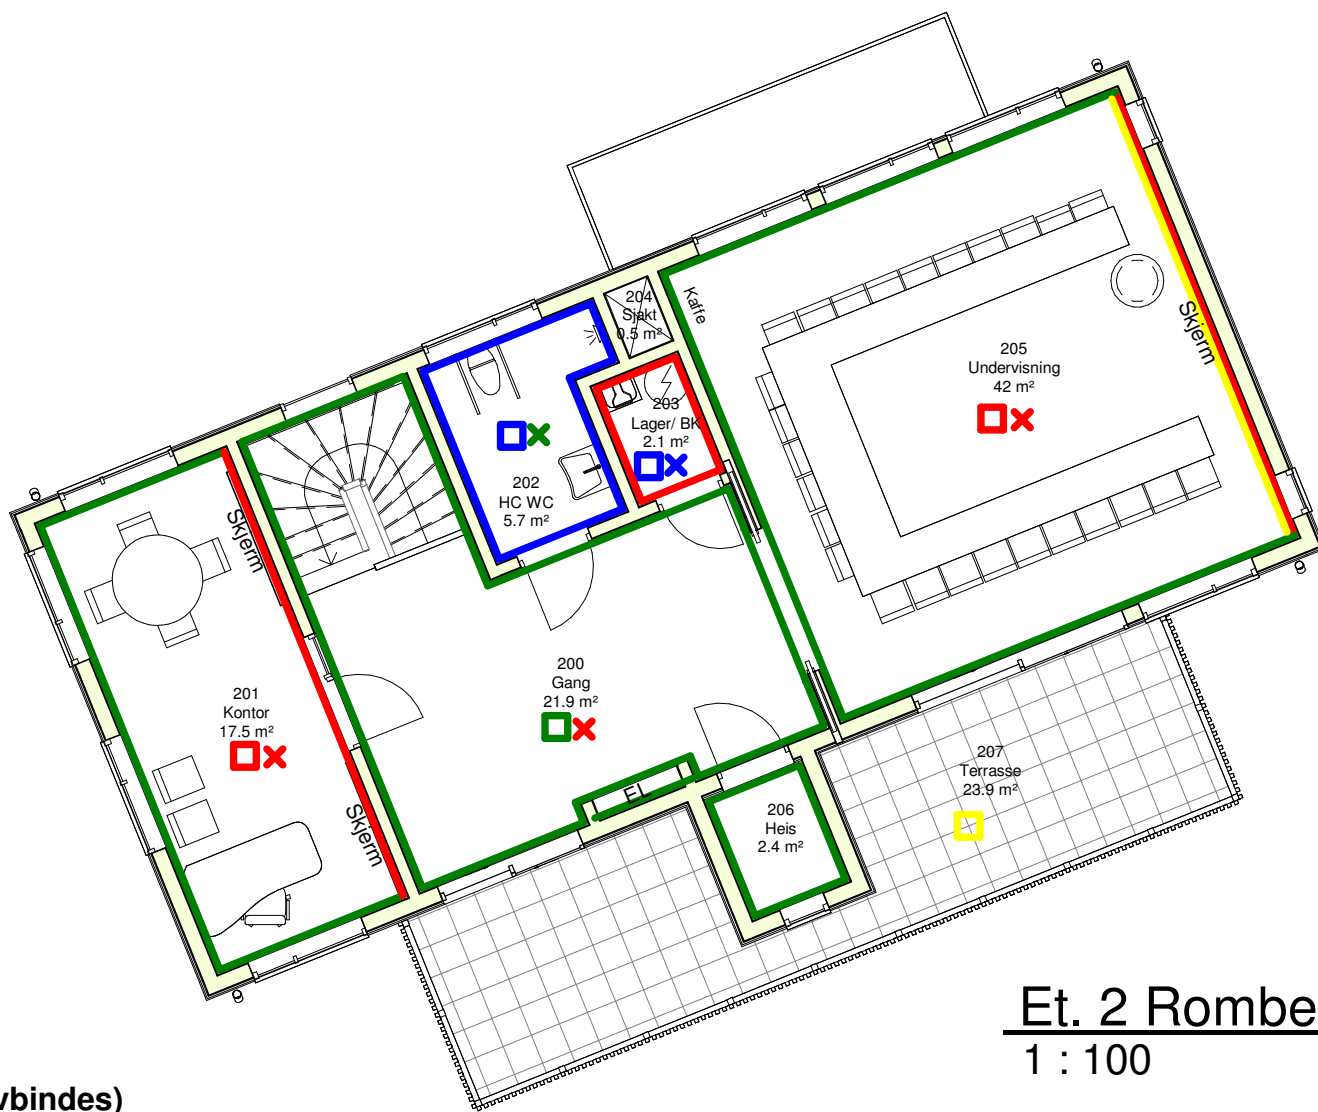 204
Sjakt
0.5 m²
Kaffe
203
Lager/ BK
2.1 m²
205
Undervisning
42 m²
Skjerm
202
HC WC
5.7 m²
Skjerm
200
Gang
21.9 m²
201
Kontor
17.5 m²
Skjerm
EL
206
Heis
2.4 m²
207
Terrasse
23.9 m²
Et. 2 Rombe
1 : 100
vbindes)